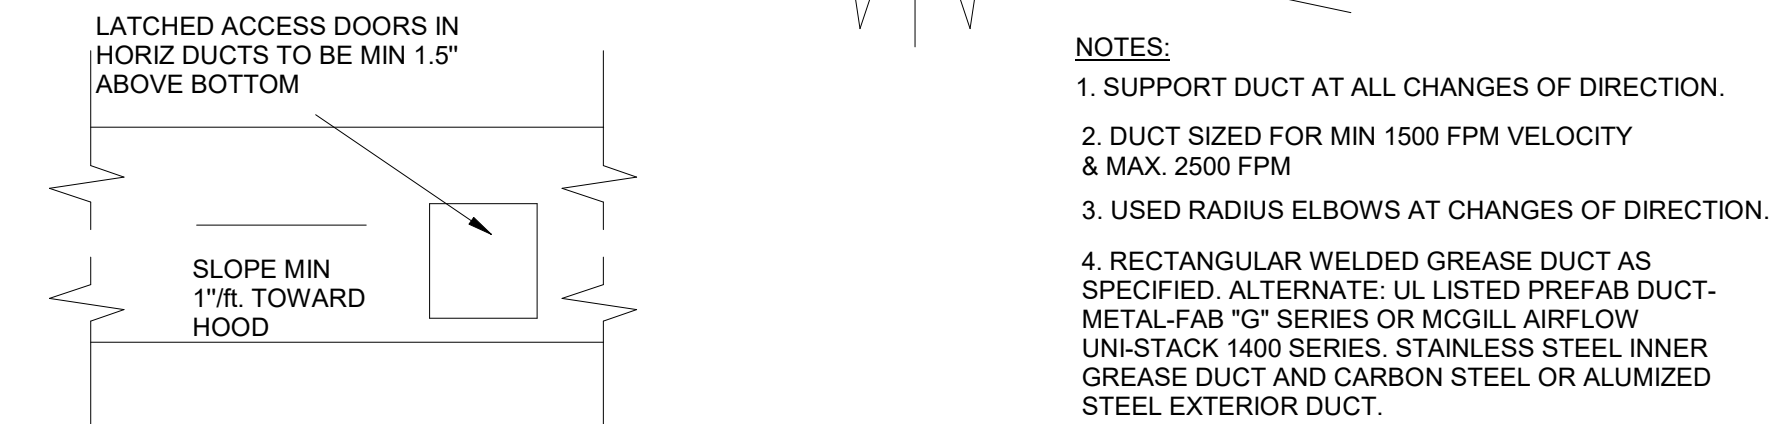 LATCHED ACCESS DOORS IN
HORIZ DUCTS TO BE MIN 1.5"
ABOVE BOTTOM
SLOPE MIN
1"/ft. TOWARD
HOOD
NOTES:
1. SUPPORT DUCT AT ALL CHANGES OF DIRECTION.
2. DUCT SIZED FOR MIN 1500 FPM VELOCITY
& MAX. 2500 FPM
3. USED RADIUS ELBOWS AT CHANGES OF DIRECTION.
4. RECTANGULAR WELDED GREASE DUCT AS
SPECIFIED. ALTERNATE: UL LISTED PREFAB DUCT-
METAL-FAB "G" SERIES OR MCGILL AIRFLOW
UNI-STACK 1400 SERIES. STAINLESS STEEL INNER
GREASE DUCT AND CARBON STEEL OR ALUMIZED
STEEL EXTERIOR DUCT.